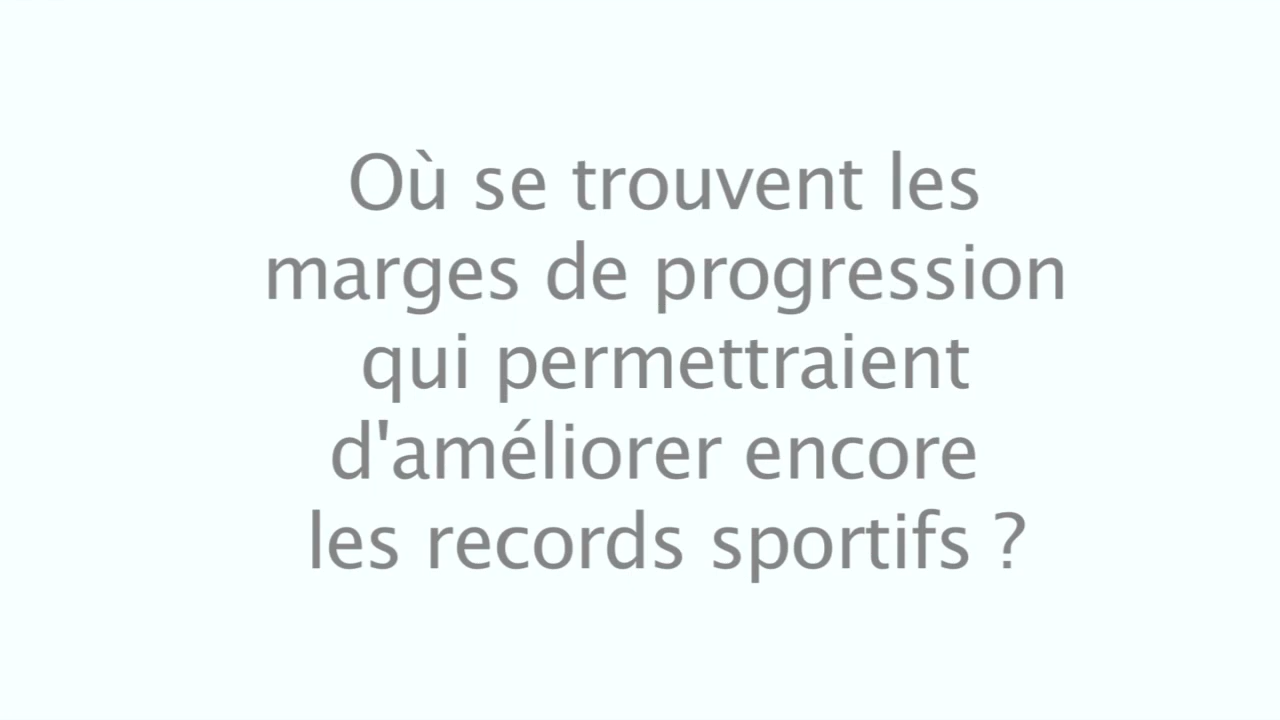 Où se trouvent les
marges de progression
qui permettraient
d'améliorer encore
les records sportifs ?